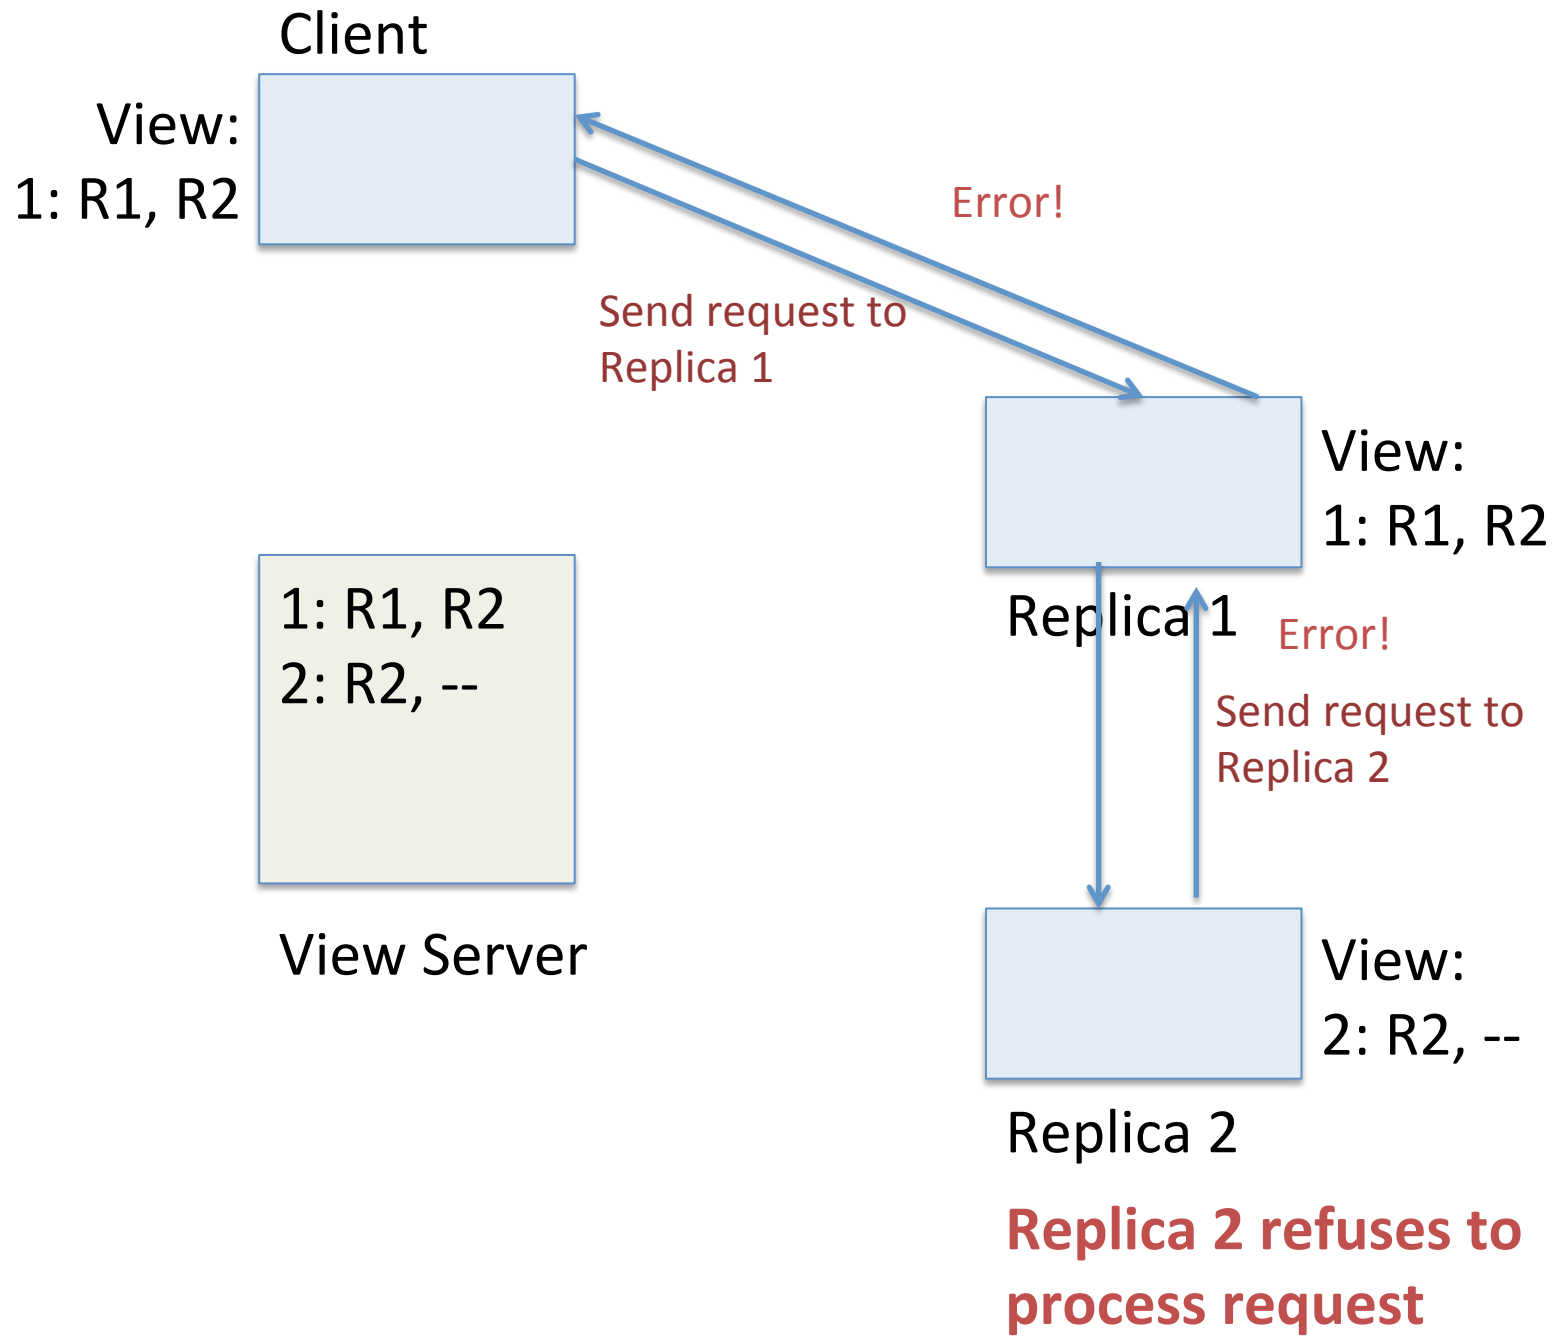 Client
View:
1: R1, R2
Error!
Send request to
Replica 1
View:
1: R1, R2
Replica 1
Error!
Send request to
Replica 2
1: R1, R2
2: R2, --
View Server
View:
2: R2, --
Replica 2
Replica 2 refuses to
process request